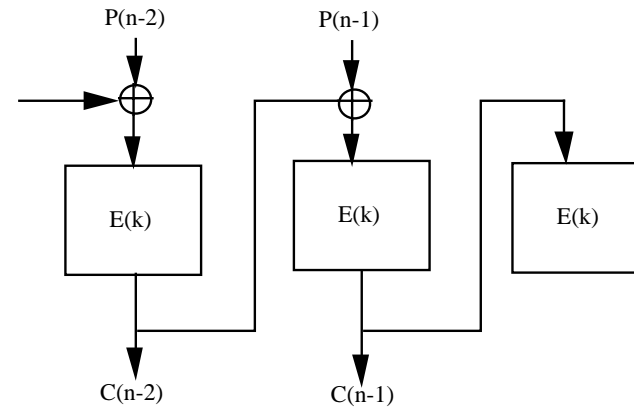 P(n-2)
P(n-1)
E(k)
E(k)
E(k)
C(n-2)
C(n-1)